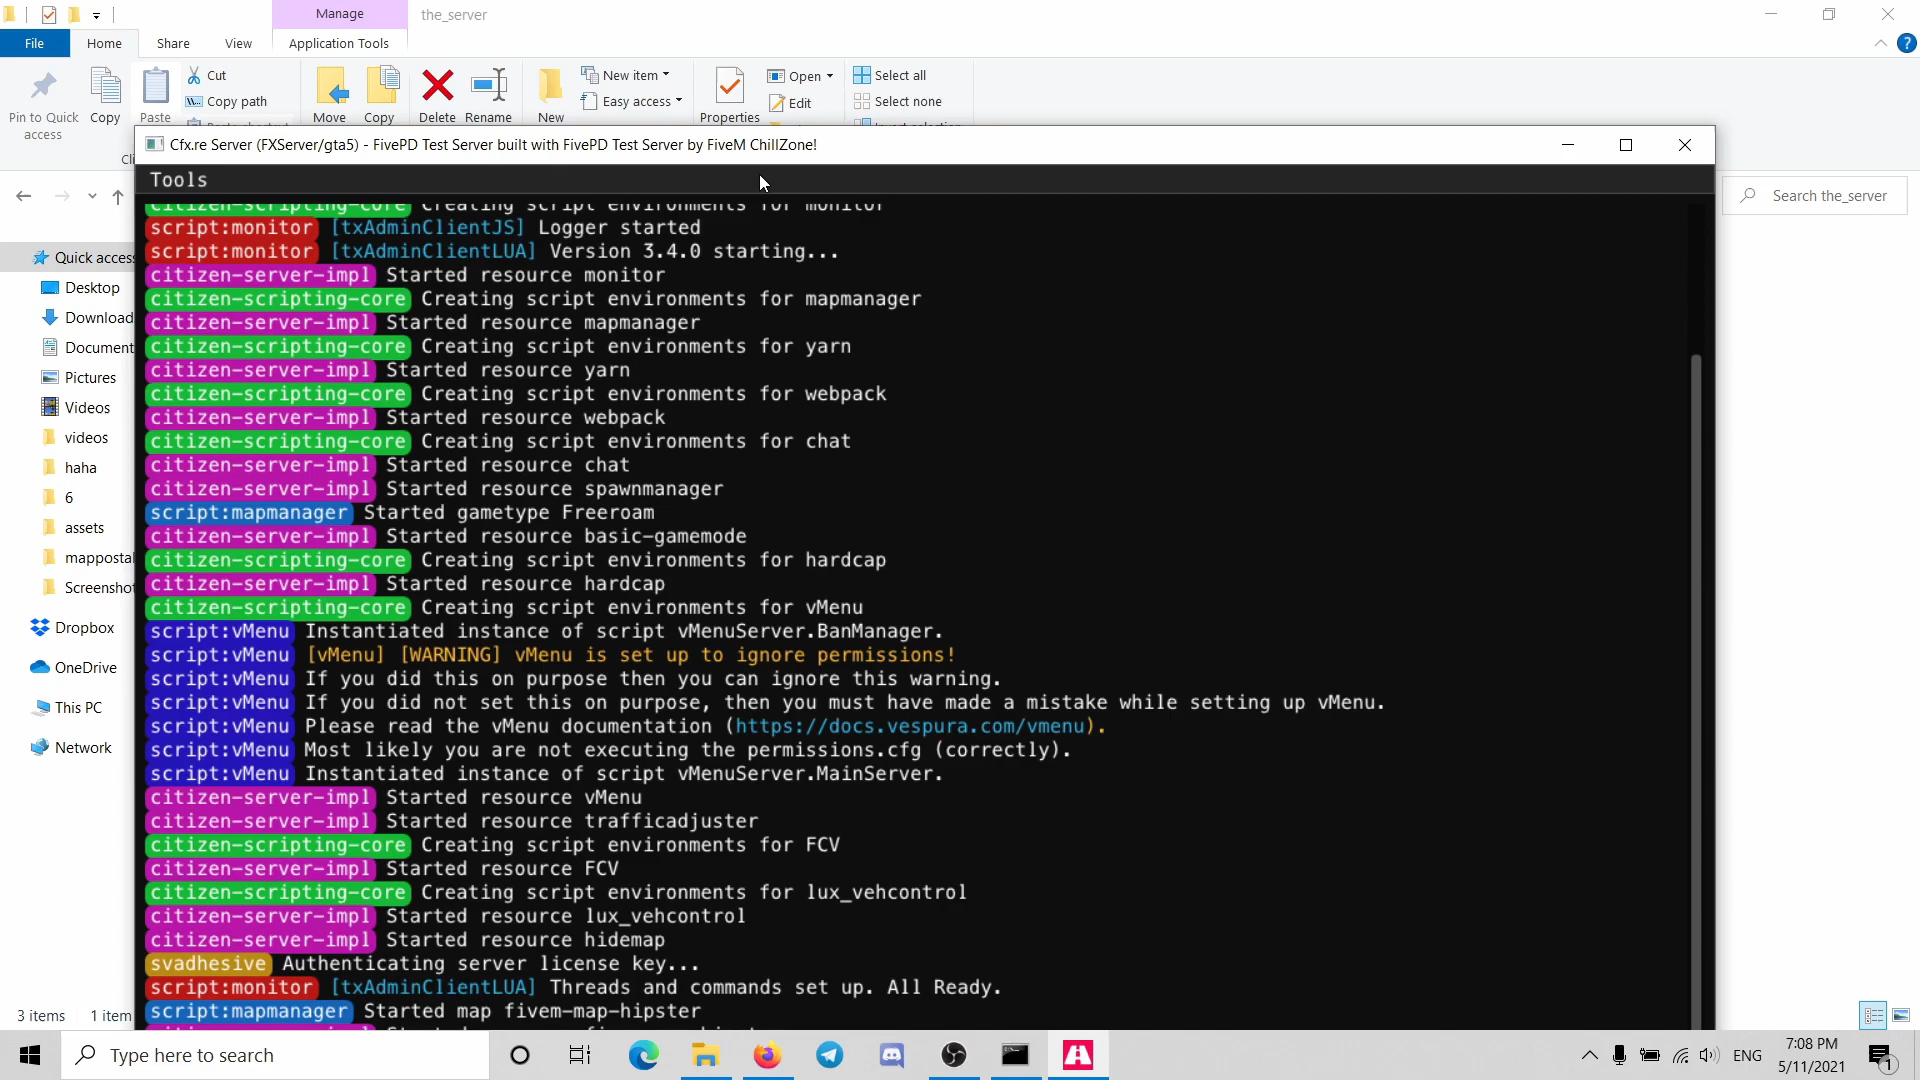 Manage
the_server
File
Home
Share
View
Application Tools
Pin to Quick access
Copy
Paste
Cut
Copy path
Move
Copy
Delete
Rename
New
New item
Easy access
Properties
Open
Edit
Select all
Select none
Cfx.re Server (FXServer/gta5) - FivePD Test Server built with FivePD Test Server by FiveM ChillZone!
Tools
Search the_server
citizen-scripting-core Creating script environments for monitor
script:monitor [txAdminClientJS] Logger started
script:monitor [txAdminClientLUA] Version 3.4.0 starting...
citizen-server-impl Started resource monitor
citizen-scripting-core Creating script environments for mapmanager
citizen-server-impl Started resource mapmanager
citizen-scripting-core Creating script environments for yarn
citizen-server-impl Started resource yarn
citizen-scripting-core Creating script environments for webpack
citizen-server-impl Started resource webpack
citizen-scripting-core Creating script environments for chat
citizen-server-impl Started resource chat
citizen-server-impl Started resource spawnmanager
script:mapmanager Started gametype Freeroam
citizen-server-impl Started resource basic-gamemode
citizen-scripting-core Creating script environments for hardcap
citizen-server-impl Started resource hardcap
citizen-scripting-core Creating script environments for vMenu
script:vMenu Instantiated instance of script vMenuServer.BanManager.
script:vMenu [vMenu] [WARNING] vMenu is set up to ignore permissions!
script:vMenu If you did this on purpose then you can ignore this warning.
script:vMenu If you did not set this on purpose, then you must have made a mistake while setting up vMenu.
script:vMenu Please read the vMenu documentation (https://docs.vespura.com/vmenu).
script:vMenu Most likely you are not executing the permissions.cfg (correctly).
script:vMenu Instantiated instance of script vMenuServer.MainServer.
citizen-server-impl Started resource vMenu
citizen-server-impl Started resource trafficadjuster
citizen-scripting-core Creating script environments for FCV
citizen-server-impl Started resource FCV
citizen-scripting-core Creating script environments for lux_vehcontrol
citizen-server-impl Started resource lux_vehcontrol
citizen-server-impl Started resource hidemap
svadhesive Authenticating server license key...
script:monitor [txAdminClientLUA] Threads and commands set up. All Ready.
script:mapmanager Started map fivem-map-hipster
Quick access
Desktop
Download
Document
Pictures
Videos
videos
haha
6
assets
mappostal
Screenshot
Dropbox
OneDrive
This PC
Network
3 items
1 item
Type here to search
ENG
7:08 PM
5/11/2021
1